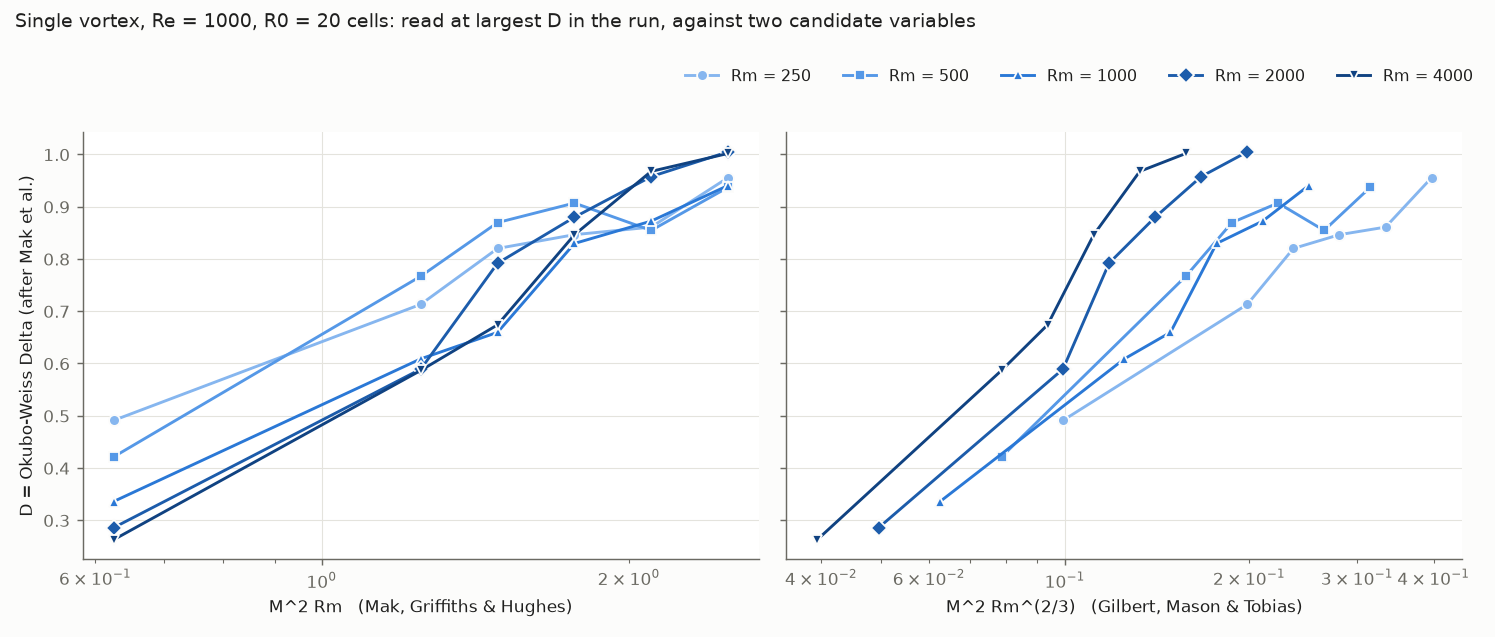 Single vortex, Re = 1000, R0 = 20 cells: read at largest D in the run, against two candidate variables
Rm = 250
Rm = 500
Rm = 1000
Rm = 2000
Rm = 4000
D = Okubo-Weiss Delta (after Mak et al.)
1.0
0.9
0.8
0.7
0.6
0.5
0.4
0.3
6 × 10⁻¹
10⁰
2 × 10⁰
M^2 Rm (Mak, Griffiths & Hughes)
4 × 10⁻²
6 × 10⁻²
10⁻¹
2 × 10⁻¹
3 × 10⁻¹
4 × 10⁻¹
M^2 Rm^(2/3) (Gilbert, Mason & Tobias)